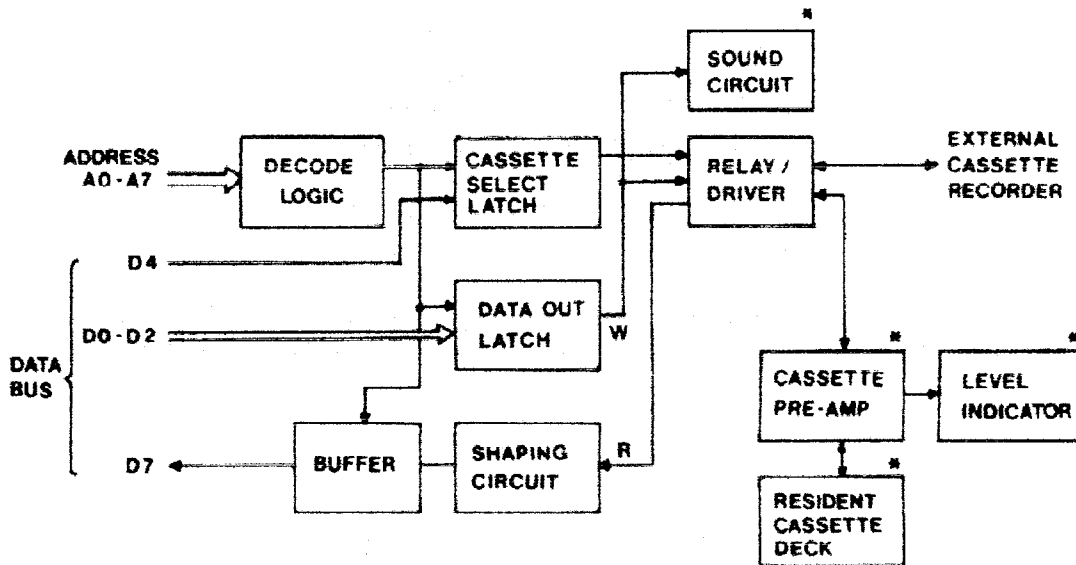 *
SOUND
CIRCUIT
ADDRESS
A0-A7
DECODE
LOGIC
CASSETTE
SELECT
LATCH
RELAY /
DRIVER
EXTERNAL
CASSETTE
RECORDER
D4
DATA OUT
LATCH
W
D0-D2
DATA
BUS
*
CASSETTE
PRE-AMP
*
LEVEL
INDICATOR
D7
BUFFER
SHAPING
CIRCUIT
R
*
RESIDENT
CASSETTE
DECK